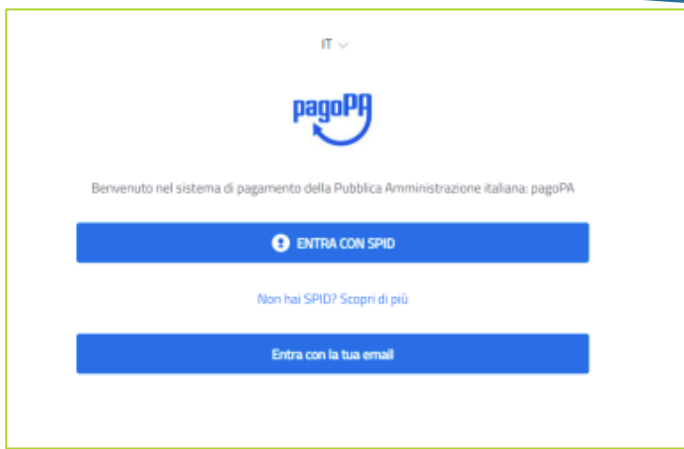 IT
pagoPA
Benvenuto nel sistema di pagamento della Pubblica Amministrazione italiana: pagoPA
ENTRA CON SPID
Non hai SPID? Scopri di più
Entra con la tua email